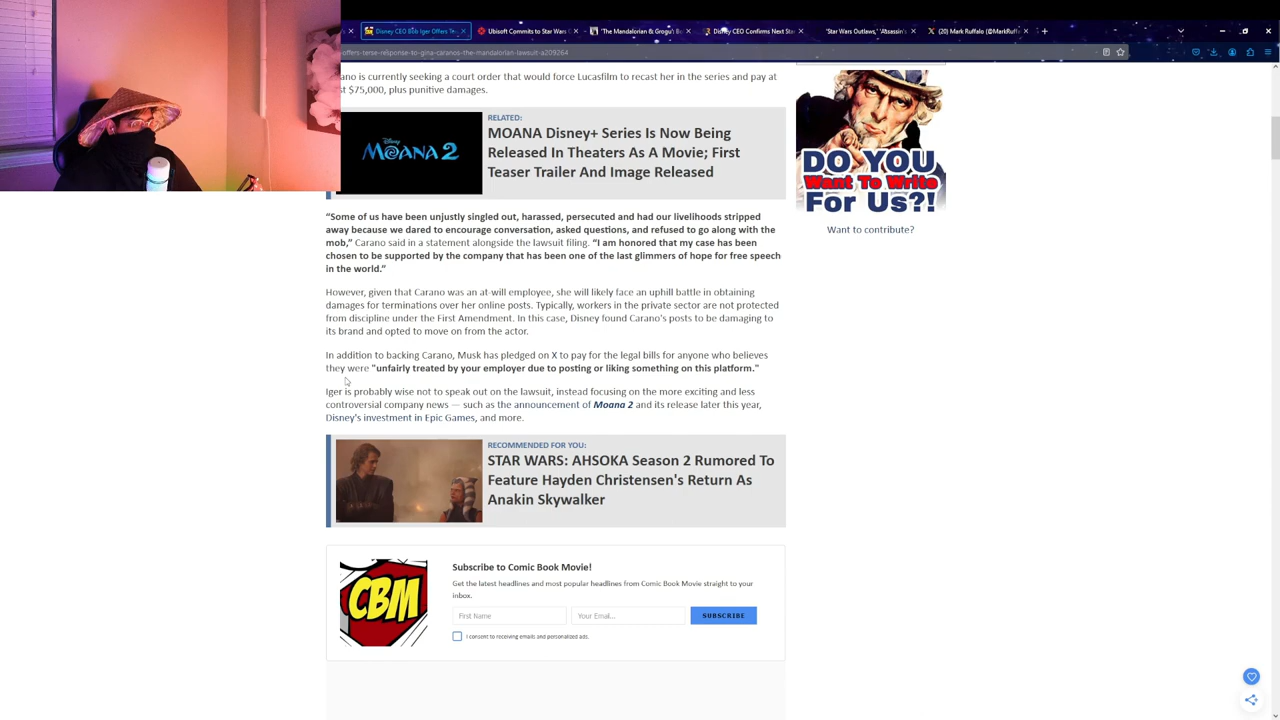 Disney CEO Bob Iger Offers Te
Ubisoft Commits to Star Wars
'The Mandalorian & Grogu': B
Disney CEO Confirms Next Sta
'Star Wars Outlaws,' 'Assassin's
(20) Mark Ruffalo (@MarkRuff
offers-terse-response-to-gina-caranos-the-mandalorian-lawsuit-a209264
ano is currently seeking a court order that would force Lucasfilm to recast her in the series and pay at
st $75,000, plus punitive damages.
Disney
MOANA 2
RELATED:
MOANA Disney+ Series Is Now Being
Released In Theaters As A Movie; First
Teaser Trailer And Image Released
“Some of us have been unjustly singled out, harassed, persecuted and had our livelihoods stripped
away because we dared to encourage conversation, asked questions, and refused to go along with the
mob,” Carano said in a statement alongside the lawsuit filing. “I am honored that my case has been
chosen to be supported by the company that has been one of the last glimmers of hope for free speech
in the world.”
However, given that Carano was an at-will employee, she will likely face an uphill battle in obtaining
damages for terminations over her online posts. Typically, workers in the private sector are not protected
from discipline under the First Amendment. In this case, Disney found Carano's posts to be damaging to
its brand and opted to move on from the actor.
In addition to backing Carano, Musk has pledged on X to pay for the legal bills for anyone who believes
they were "unfairly treated by your employer due to posting or liking something on this platform."
Iger is probably wise not to speak out on the lawsuit, instead focusing on the more exciting and less
controversial company news — such as the announcement of Moana 2 and its release later this year,
Disney's investment in Epic Games, and more.
RECOMMENDED FOR YOU:
STAR WARS: AHSOKA Season 2 Rumored To
Feature Hayden Christensen's Return As
Anakin Skywalker
CBM
Subscribe to Comic Book Movie!
Get the latest headlines and most popular headlines from Comic Book Movie straight to your
inbox.
First Name
Your Email...
SUBSCRIBE
I consent to receiving emails and personalized ads.
DO YOU
Want To Write
For Us?!
Want to contribute?